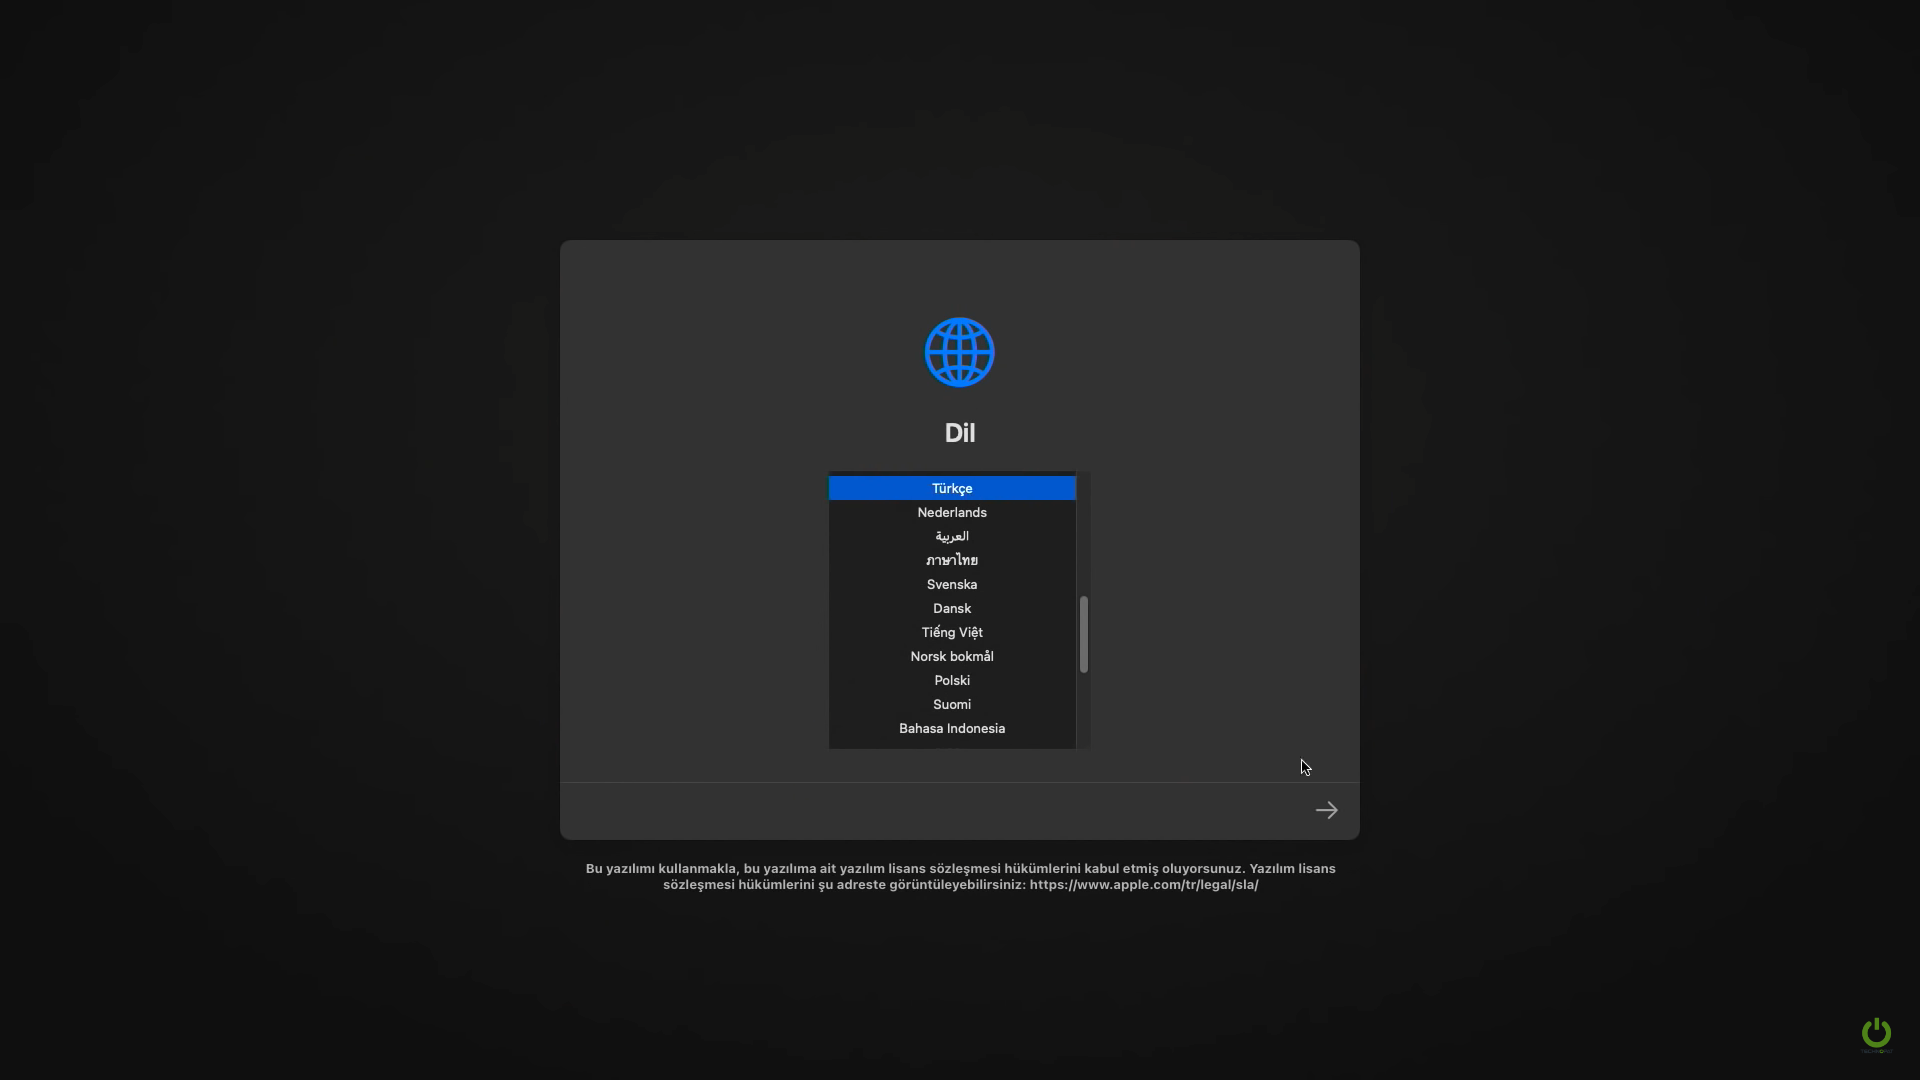 Dil
Türkçe
Nederlands
العربية
ภาษาไทย
Svenska
Dansk
Tiếng Việt
Norsk bokmål
Polski
Suomi
Bahasa Indonesia
Bu yazılımı kullanmakla, bu yazılıma ait yazılım lisans sözleşmesi hükümlerini kabul etmiş oluyorsunuz. Yazılım lisans
sözleşmesi hükümlerini şu adreste görüntüleyebilirsiniz: https://www.apple.com/tr/legal/sla/